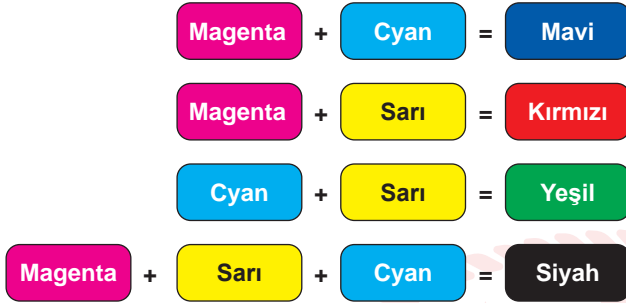 Magenta + Cyan = Mavi
Magenta + Sarı = Kırmızı
Cyan + Sarı = Yeşil
Magenta + Sarı + Cyan = Siyah